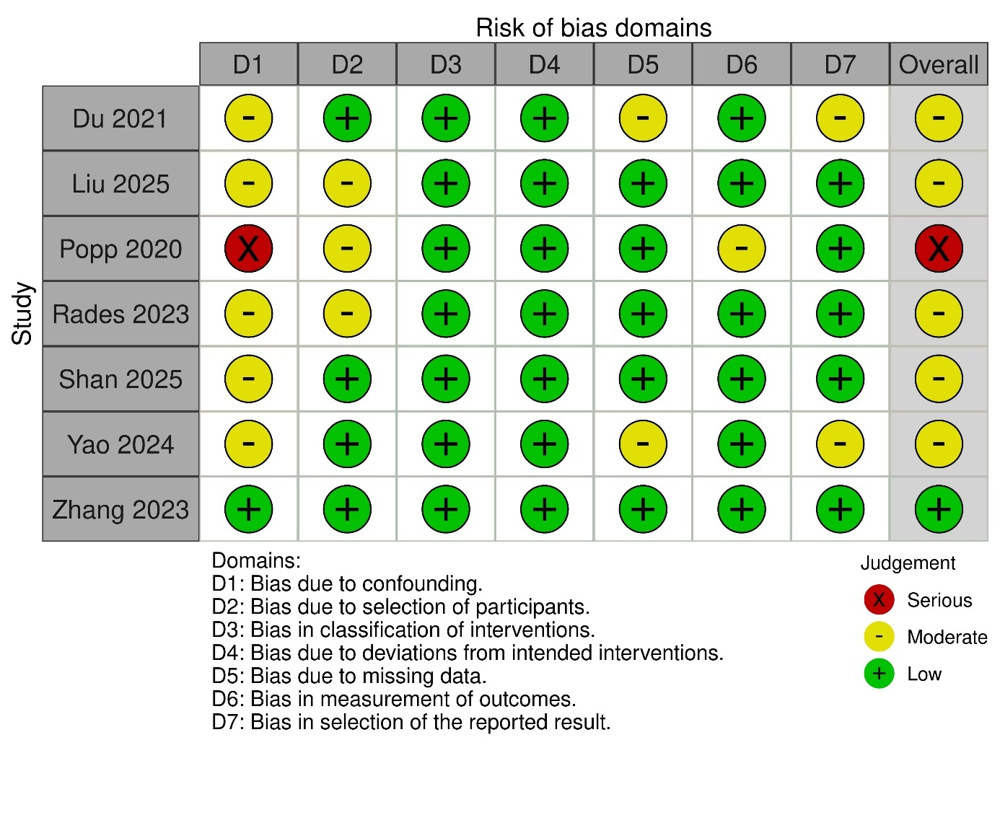 Risk of bias domains
D1 D2 D3 D4 D5 D6 D7 Overall
Study
Du 2021 - + + + - + - -
Liu 2025 - - + + + + + -
Popp 2020 X - + + + - + X
Rades 2023 - - + + + + + -
Shan 2025 - + + + + + + -
Yao 2024 - + + + - + - -
Zhang 2023 + + + + + + + +
Domains:
D1: Bias due to confounding.
D2: Bias due to selection of participants.
D3: Bias in classification of interventions.
D4: Bias due to deviations from intended interventions.
D5: Bias due to missing data.
D6: Bias in measurement of outcomes.
D7: Bias in selection of the reported result.
Judgement
X Serious
- Moderate
+ Low